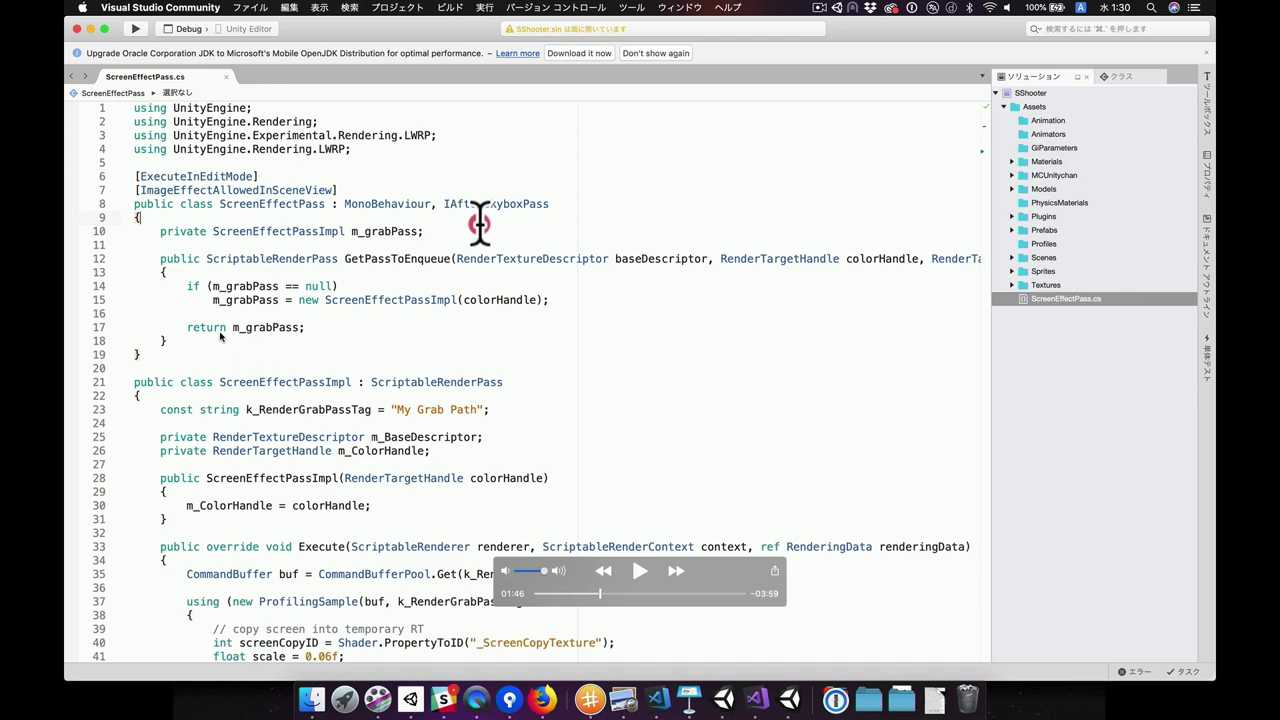 Visual Studio Community ファイル 編集 表示 検索 プロジェクト ビルド 実行 バージョン コントロール ツール ウィンドウ ヘルプ 100% 水 1:30
Debug Unity Editor
SShooter.sln は既に開いています
検索するには '⌘.' を押します
Upgrade Oracle Corporation JDK to Microsoft's Mobile OpenJDK Distribution for optimal performance. – Learn more Download it now Don't show again
ScreenEffectPass.cs
ScreenEffectPass 選択なし
1 using UnityEngine;
2 using UnityEngine.Rendering;
3 using UnityEngine.Experimental.Rendering.LWRP;
4 using UnityEngine.Rendering.LWRP;
5
6 [ExecuteInEditMode]
7 [ImageEffectAllowedInSceneView]
8 public class ScreenEffectPass : MonoBehaviour, IAfterSkyboxPass
9 {
10 private ScreenEffectPassImpl m_grabPass;
11
12 public ScriptableRenderPass GetPassToEnqueue(RenderTextureDescriptor baseDescriptor, RenderTargetHandle colorHandle, RenderTa
13 {
14 if (m_grabPass == null)
15 m_grabPass = new ScreenEffectPassImpl(colorHandle);
16
17 return m_grabPass;
18 }
19 }
20
21 public class ScreenEffectPassImpl : ScriptableRenderPass
22 {
23 const string k_RenderGrabPassTag = "My Grab Path";
24
25 private RenderTextureDescriptor m_BaseDescriptor;
26 private RenderTargetHandle m_ColorHandle;
27
28 public ScreenEffectPassImpl(RenderTargetHandle colorHandle)
29 {
30 m_ColorHandle = colorHandle;
31 }
32
33 public override void Execute(ScriptableRenderer renderer, ScriptableRenderContext context, ref RenderingData renderingData)
34 {
35 CommandBuffer buf = CommandBufferPool.Get(k_Re
36
37 using (new ProfilingSample(buf, k_RenderGrabPa
38 {
39 // copy screen into temporary RT
40 int screenCopyID = Shader.PropertyToID("_ScreenCopyTexture");
41 float scale = 0.06f;
01:46 -03:59
ソリューション
クラス
SShooter
Assets
Animation
Animators
GiParameters
Materials
MCUnitychan
Models
PhysicsMaterials
Plugins
Prefabs
Profiles
Scenes
Sprites
Textures
ScreenEffectPass.cs
ツールボックス
プロパティ
ドキュメント アウトライン
単体テスト
エラー タスク